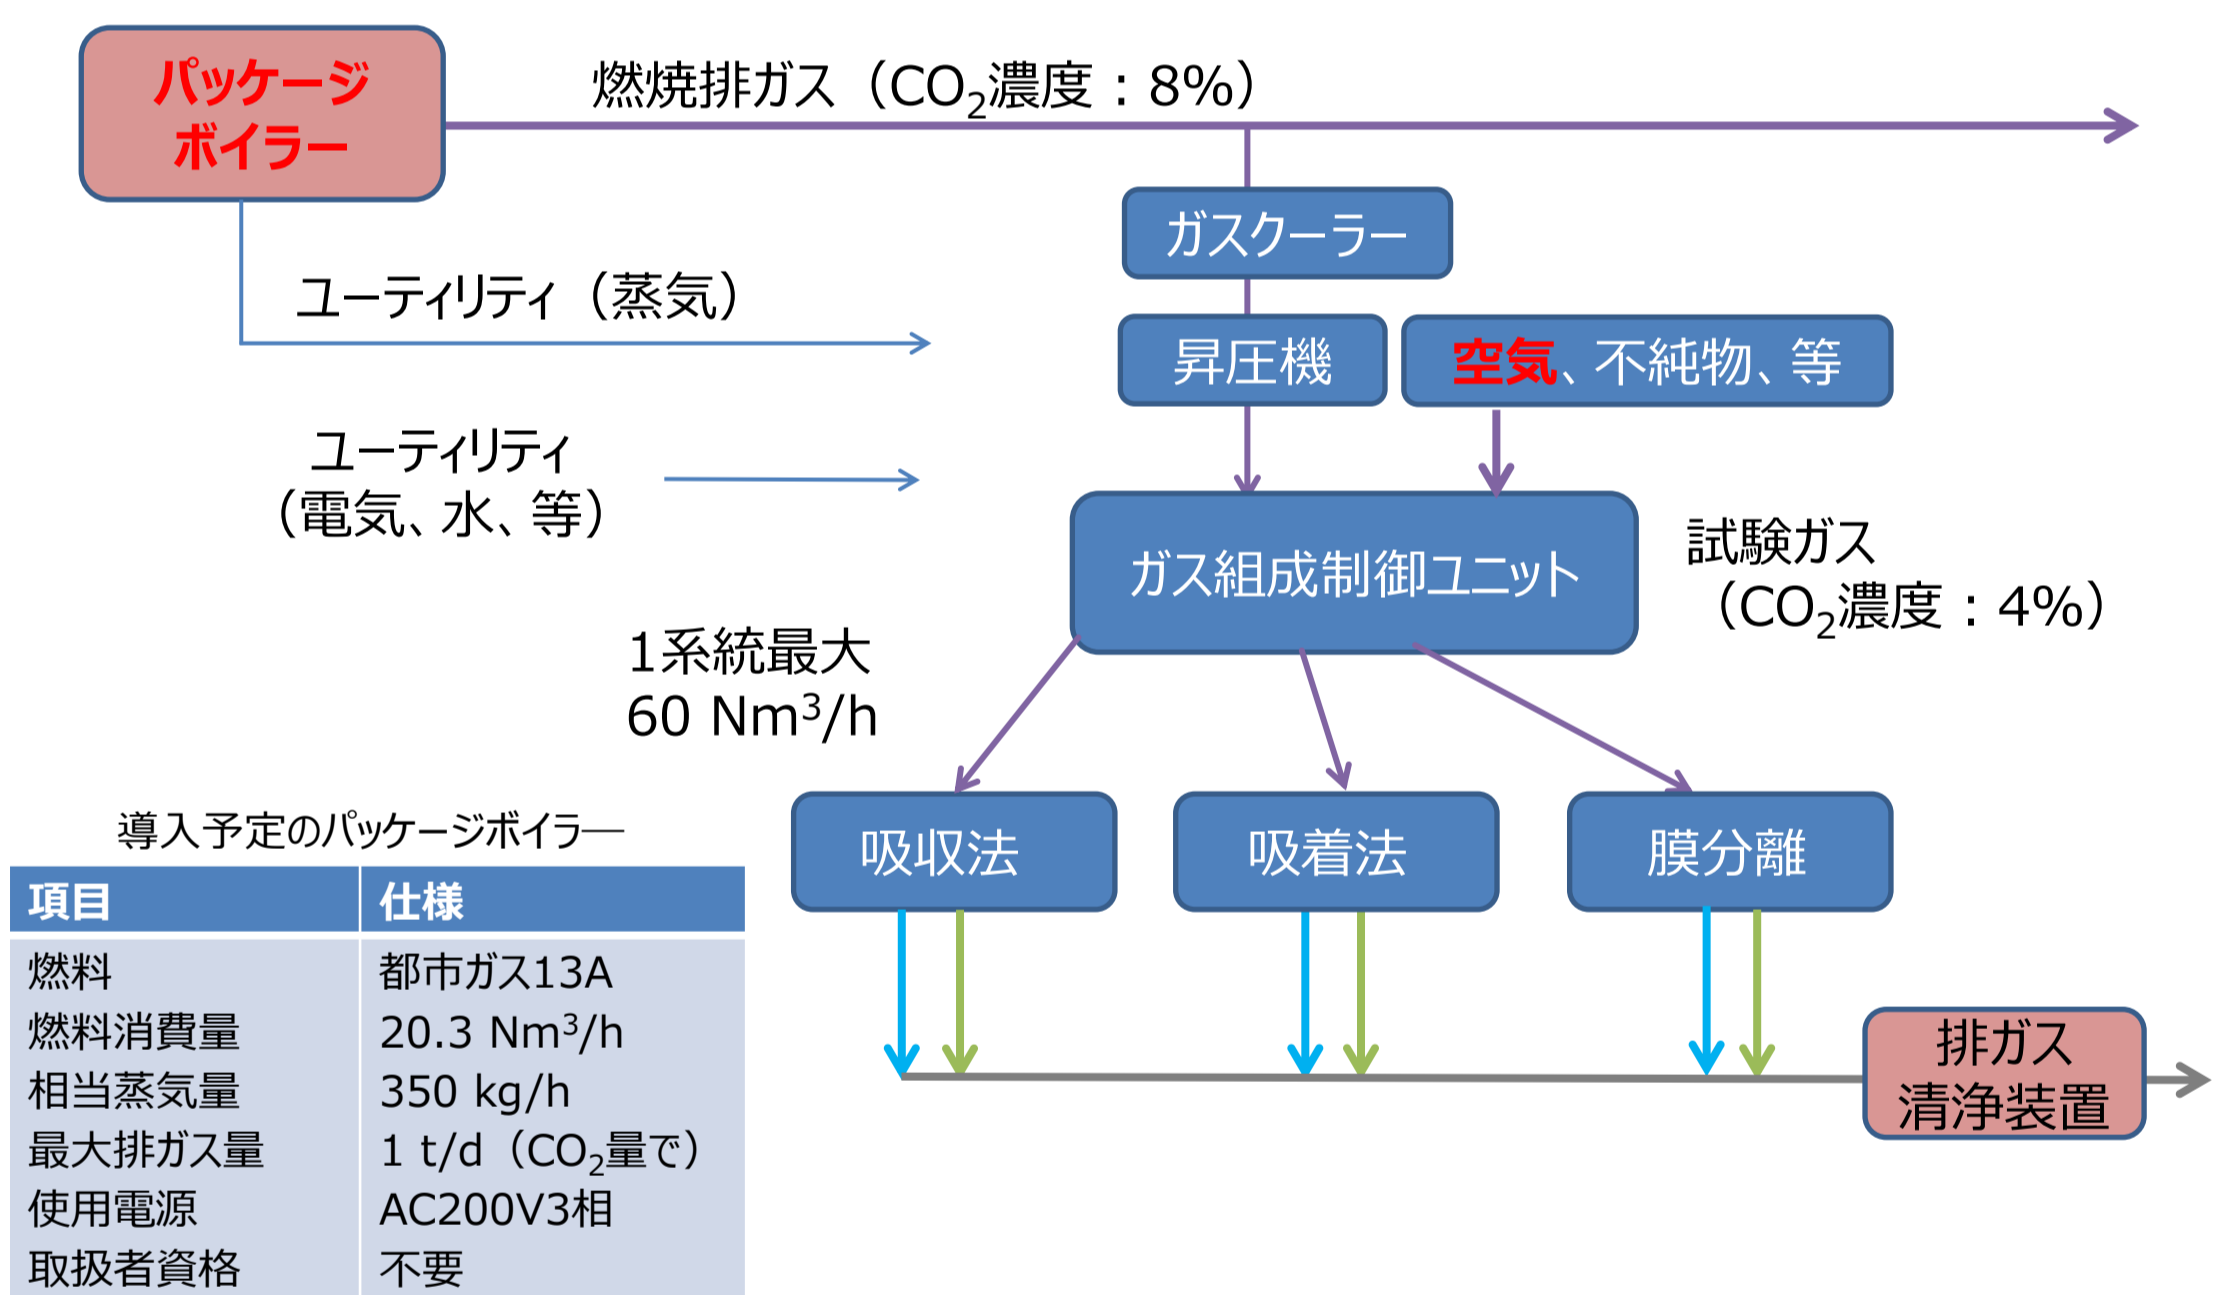 パッケージ
ボイラー
燃焼排ガス（CO₂濃度：8%）
ガスクーラー
ユーティリティ（蒸気）
昇圧機
空気、不純物、等
ユーティリティ
（電気、水、等）
ガス組成制御ユニット
試験ガス
（CO₂濃度：4%）
1系統最大
60 Nm³/h
吸収法
吸着法
膜分離
排ガス
清浄装置
導入予定のパッケージボイラ―
項目 仕様
燃料 都市ガス13A
燃料消費量 20.3 Nm³/h
相当蒸気量 350 kg/h
最大排ガス量 1 t/d（CO₂量で）
使用電源 AC200V3相
取扱者資格 不要